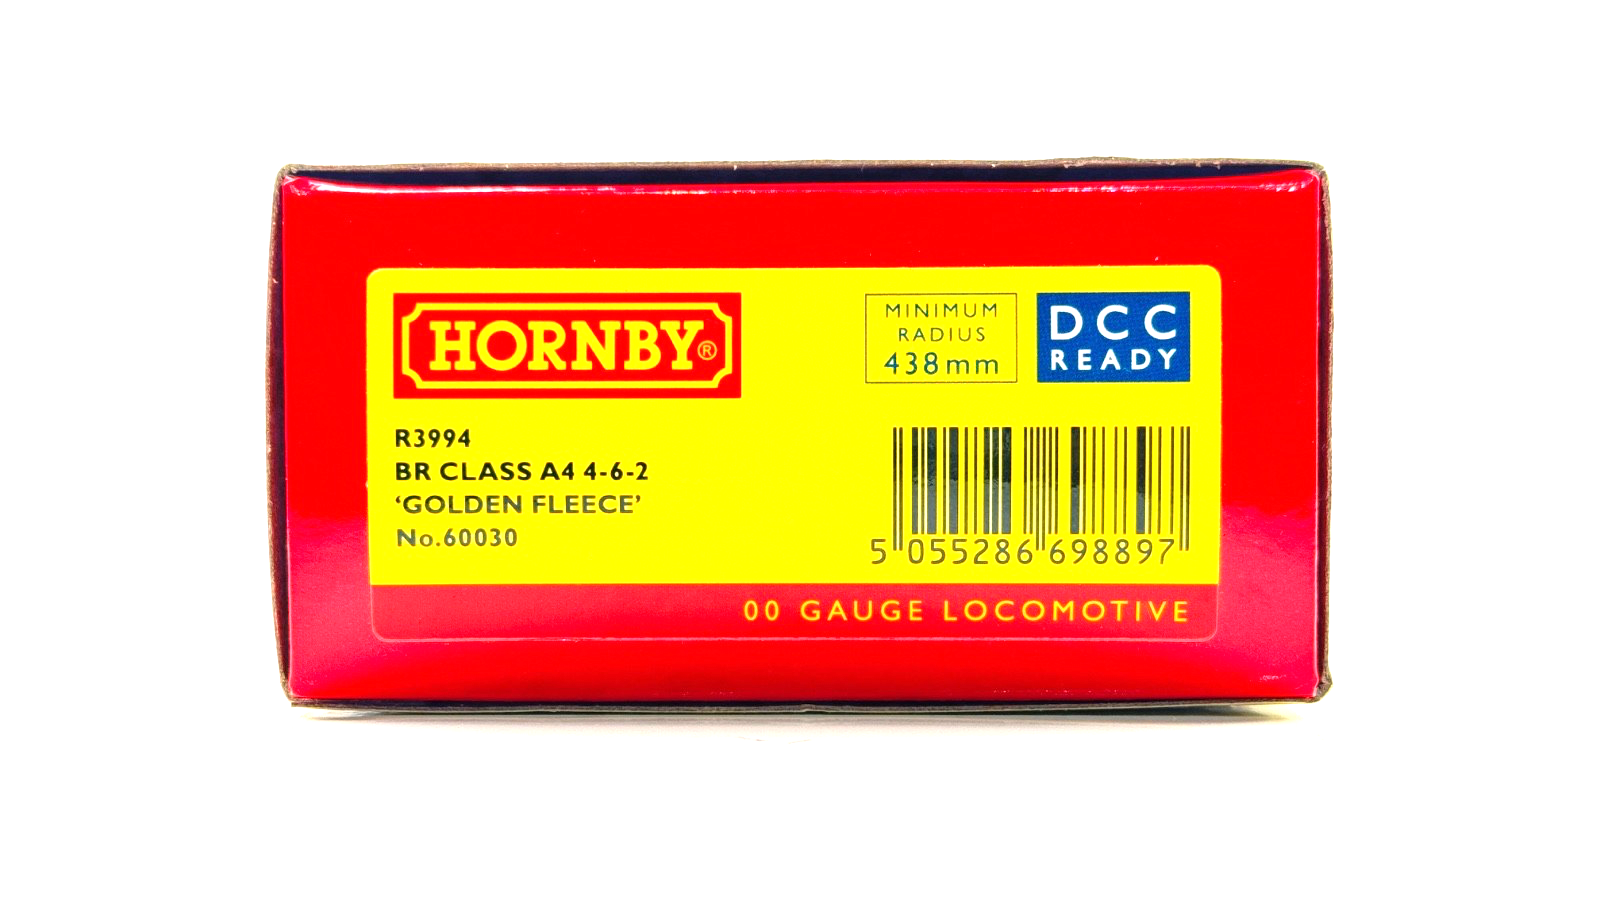 HORNBY®
MINIMUM
RADIUS
438mm
DCC
READY
R3994
BR CLASS A4 4-6-2
‘GOLDEN FLEECE’
No.60030
5 055286 698897
00 GAUGE LOCOMOTIVE